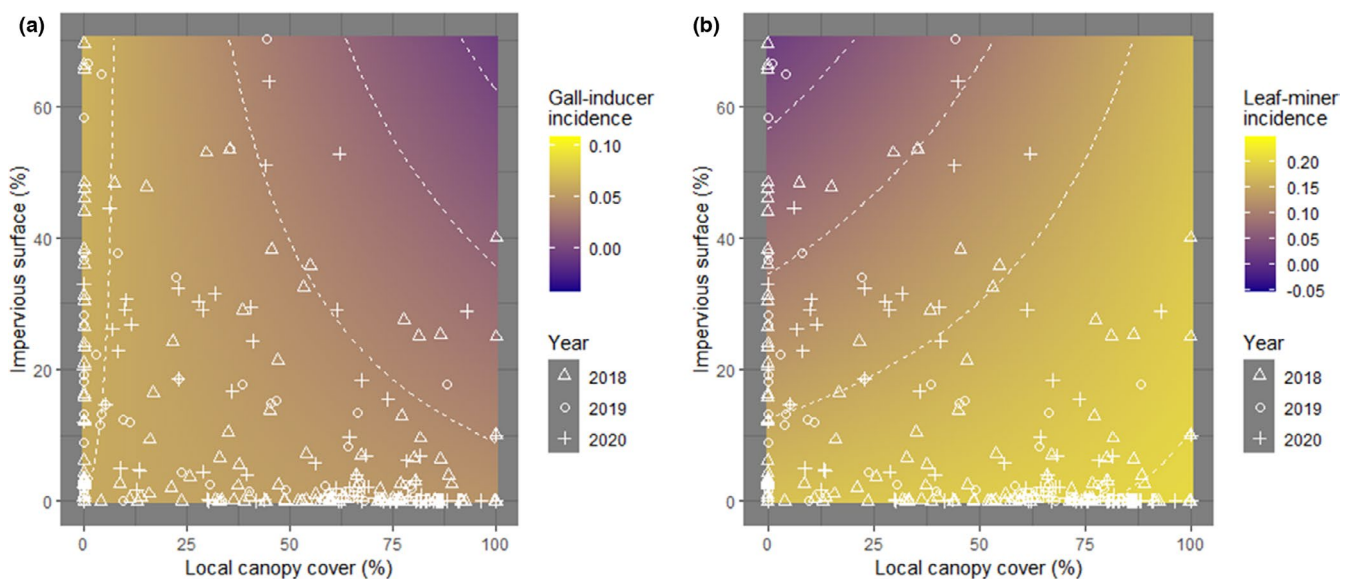 (a)
Impervious surface (%)
60
40
20
0
0 25 50 75 100
Local canopy cover (%)
Gall-inducer
incidence
0.10
0.05
0.00
Year
2018
2019
2020
(b)
Impervious surface (%)
60
40
20
0
0 25 50 75 100
Local canopy cover (%)
Leaf-miner
incidence
0.20
0.15
0.10
0.05
0.00
-0.05
Year
2018
2019
2020